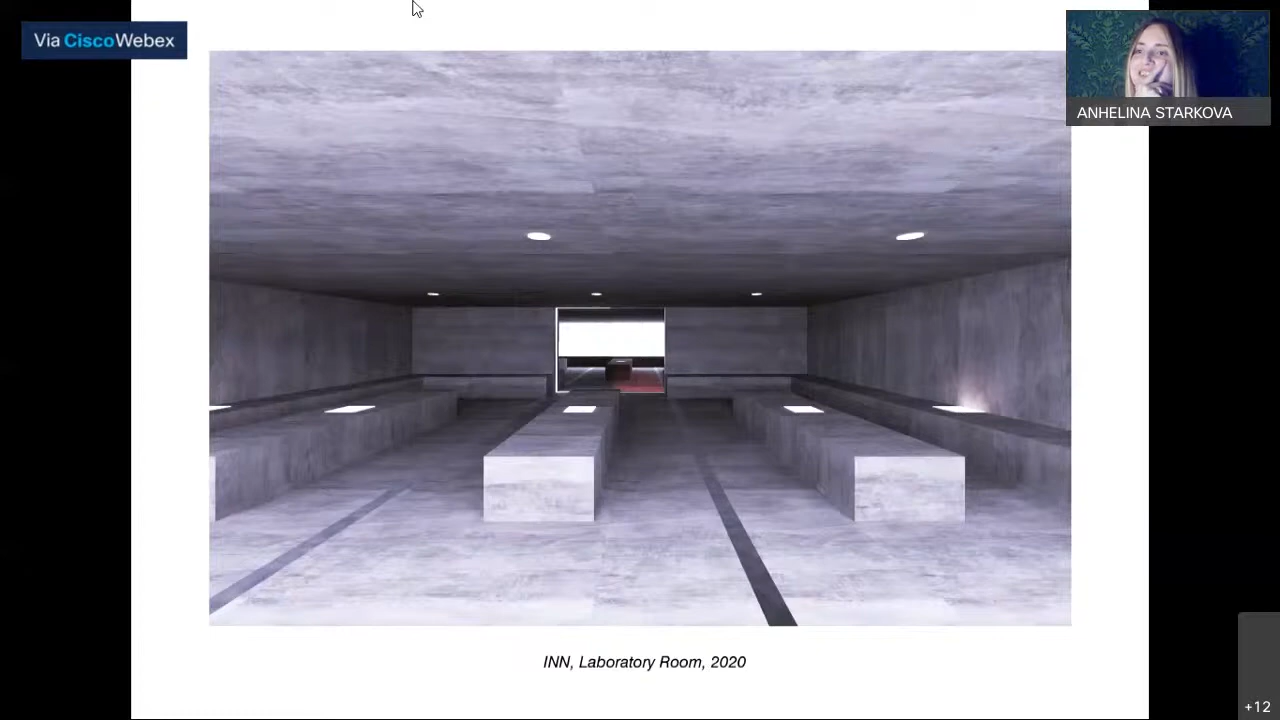 Via CiscoWebex
ANHELINA STARKOVA
INN, Laboratory Room, 2020
+12